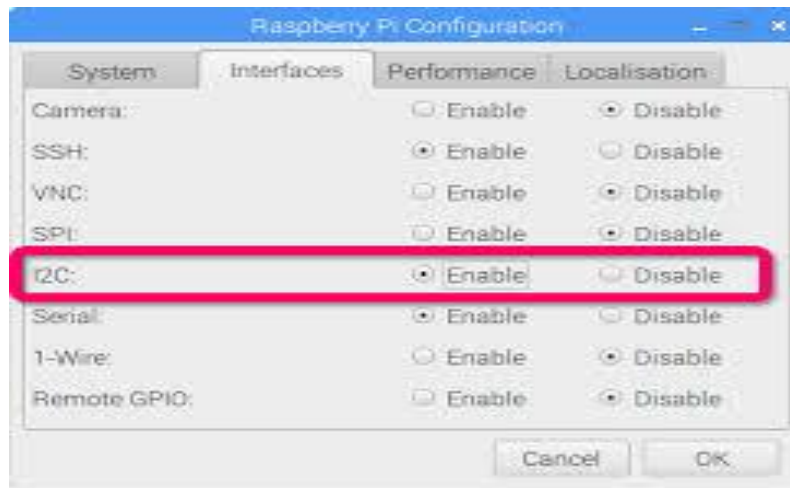 Raspberry Pi Configuration
System Interfaces Performance Localisation
Camera: Enable Disable
SSH: Enable Disable
VNC: Enable Disable
SPI: Enable Disable
I2C: Enable Disable
Serial: Enable Disable
1-Wire: Enable Disable
Remote GPIO: Enable Disable
Cancel OK